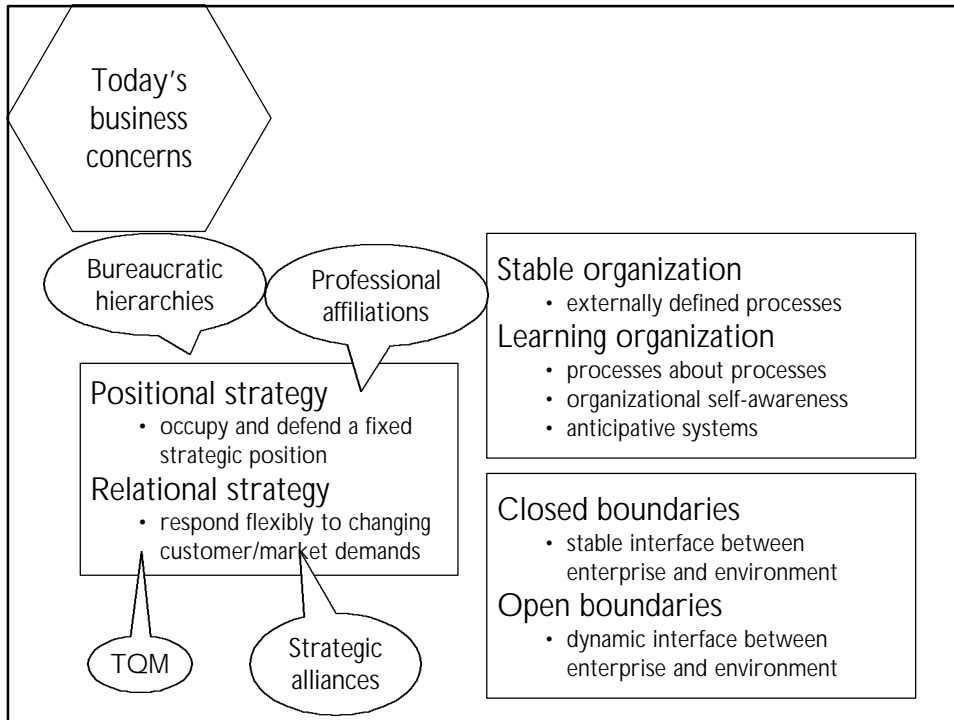 Today's
business
concerns
Bureaucratic
hierarchies
Professional
affiliations
Positional strategy
• occupy and defend a fixed
strategic position
Relational strategy
• respond flexibly to changing
customer/market demands
TQM
Strategic
alliances
Stable organization
• externally defined processes
Learning organization
• processes about processes
• organizational self-awareness
• anticipative systems
Closed boundaries
• stable interface between
enterprise and environment
Open boundaries
• dynamic interface between
enterprise and environment